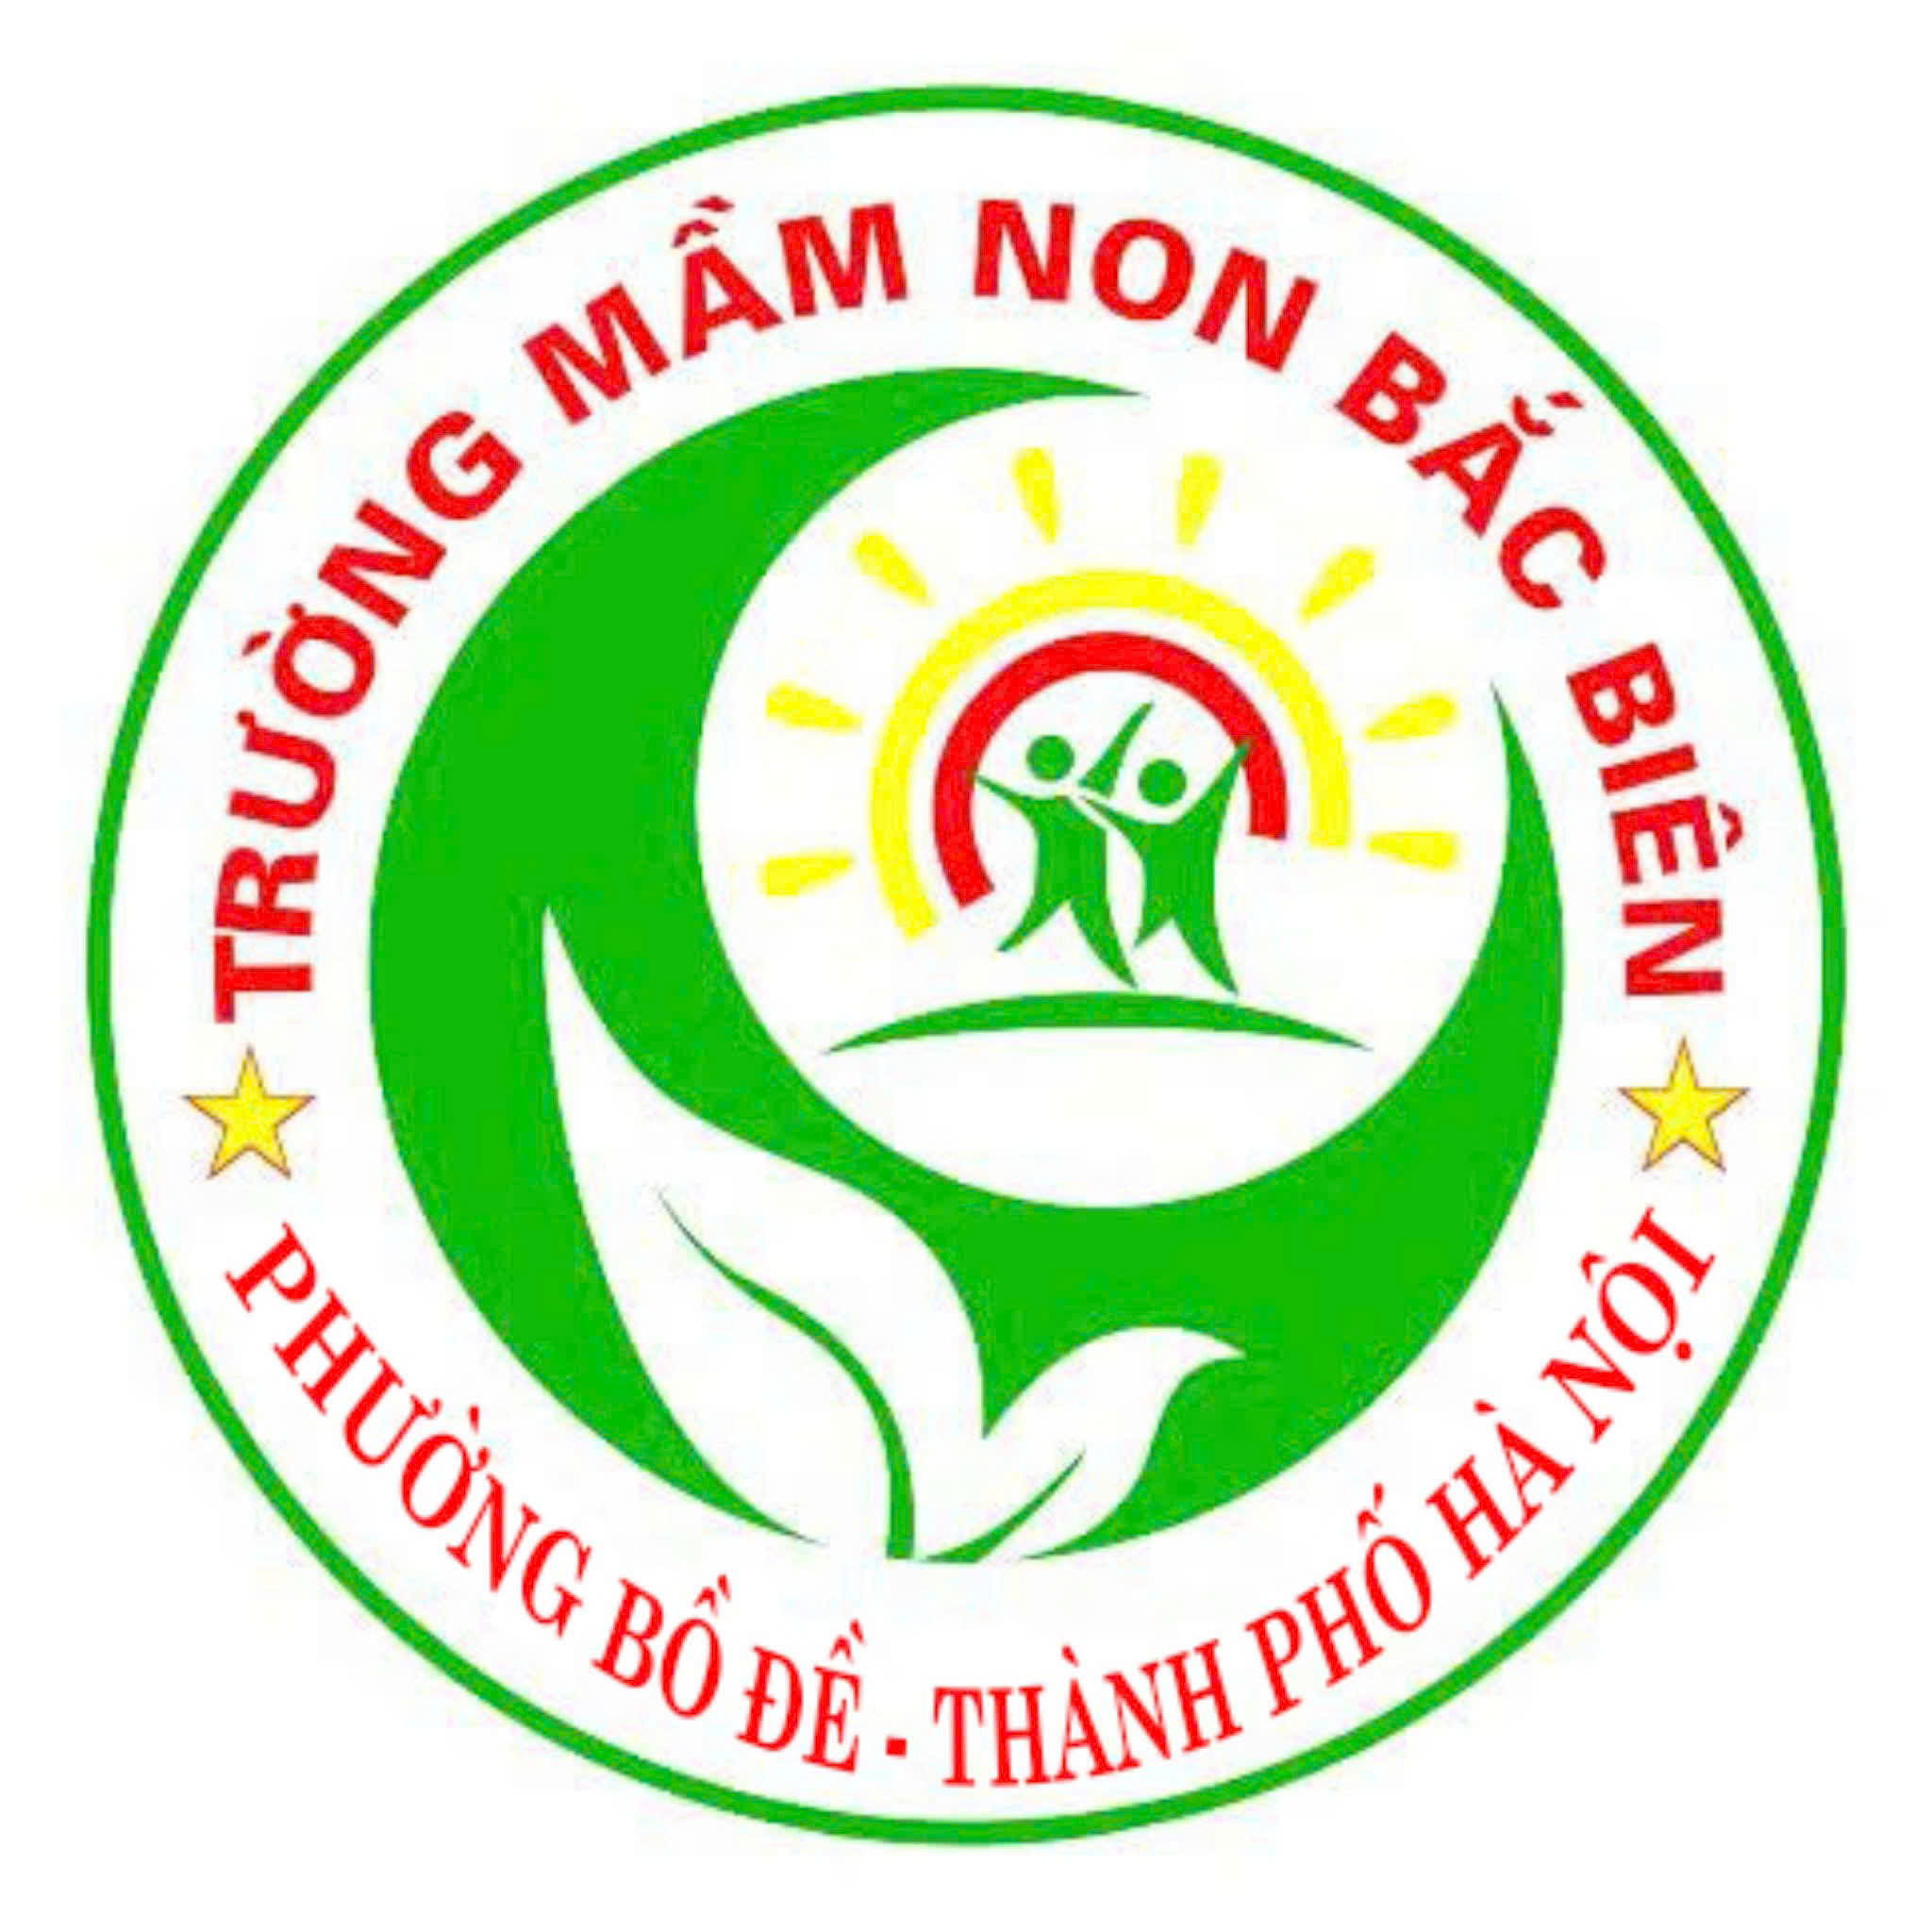 TRƯỜNG MẦM NON BẮC BIÊN
PHƯỜNG BỒ ĐỀ - THÀNH PHỐ HÀ NỘI